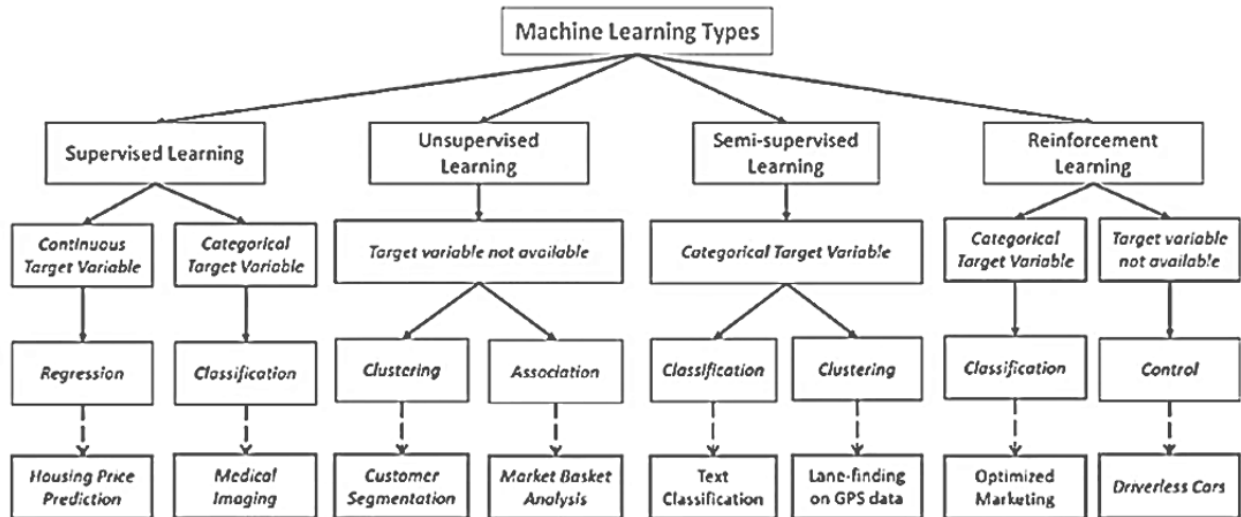 Machine Learning Types
Supervised Learning
Unsupervised
Learning
Semi-supervised
Learning
Reinforcement
Learning
Continuous
Target Variable
Categorical
Target Variable
Target variable not available
Categorical Target Variable
Categorical
Target Variable
Target variable
not available
Regression
Classification
Clustering
Association
Classification
Clustering
Classification
Control
Housing Price
Prediction
Medical
Imaging
Customer
Segmentation
Market Basket
Analysis
Text
Classification
Lane-finding
on GPS data
Optimized
Marketing
Driverless Cars